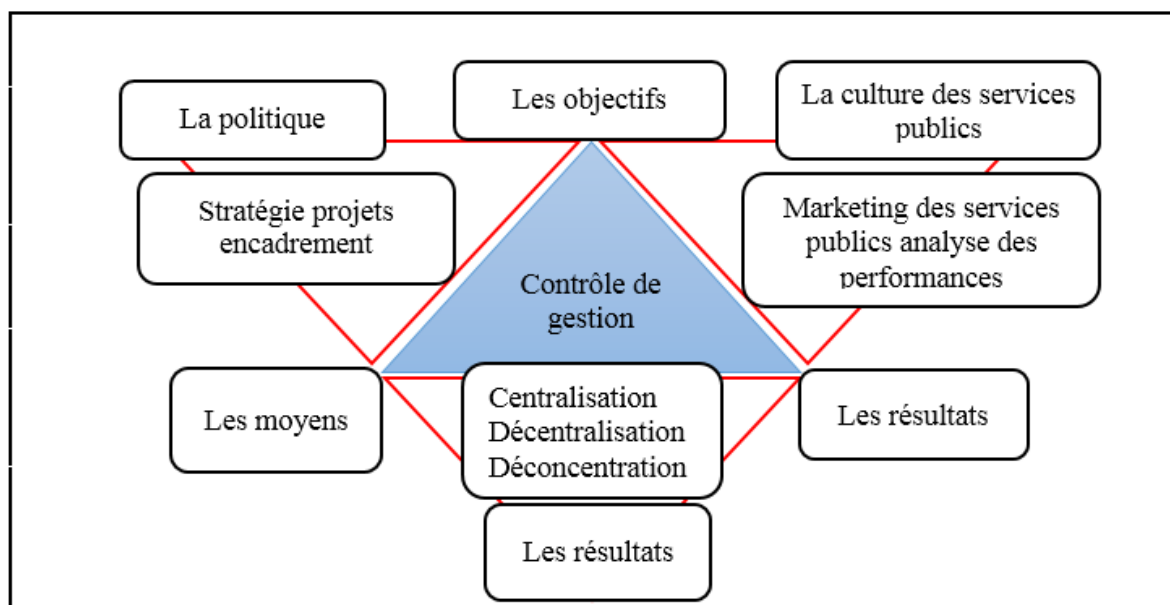 La politique
Les objectifs
La culture des services
publics
Stratégie projets
encadrement
Marketing des services
publics analyse des
performances
Contrôle de
gestion
Les moyens
Centralisation
Décentralisation
Déconcentration
Les résultats
Les résultats